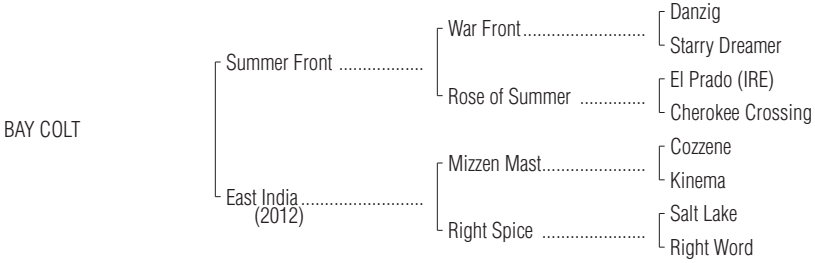 Danzig
War Front..........................
Starry Dreamer
Summer Front ..................
El Prado (IRE)
Rose of Summer ..............
Cherokee Crossing
BAY COLT
Cozzene
Mizzen Mast......................
Kinema
East India..........................
(2012)
Salt Lake
Right Spice ......................
Right Word